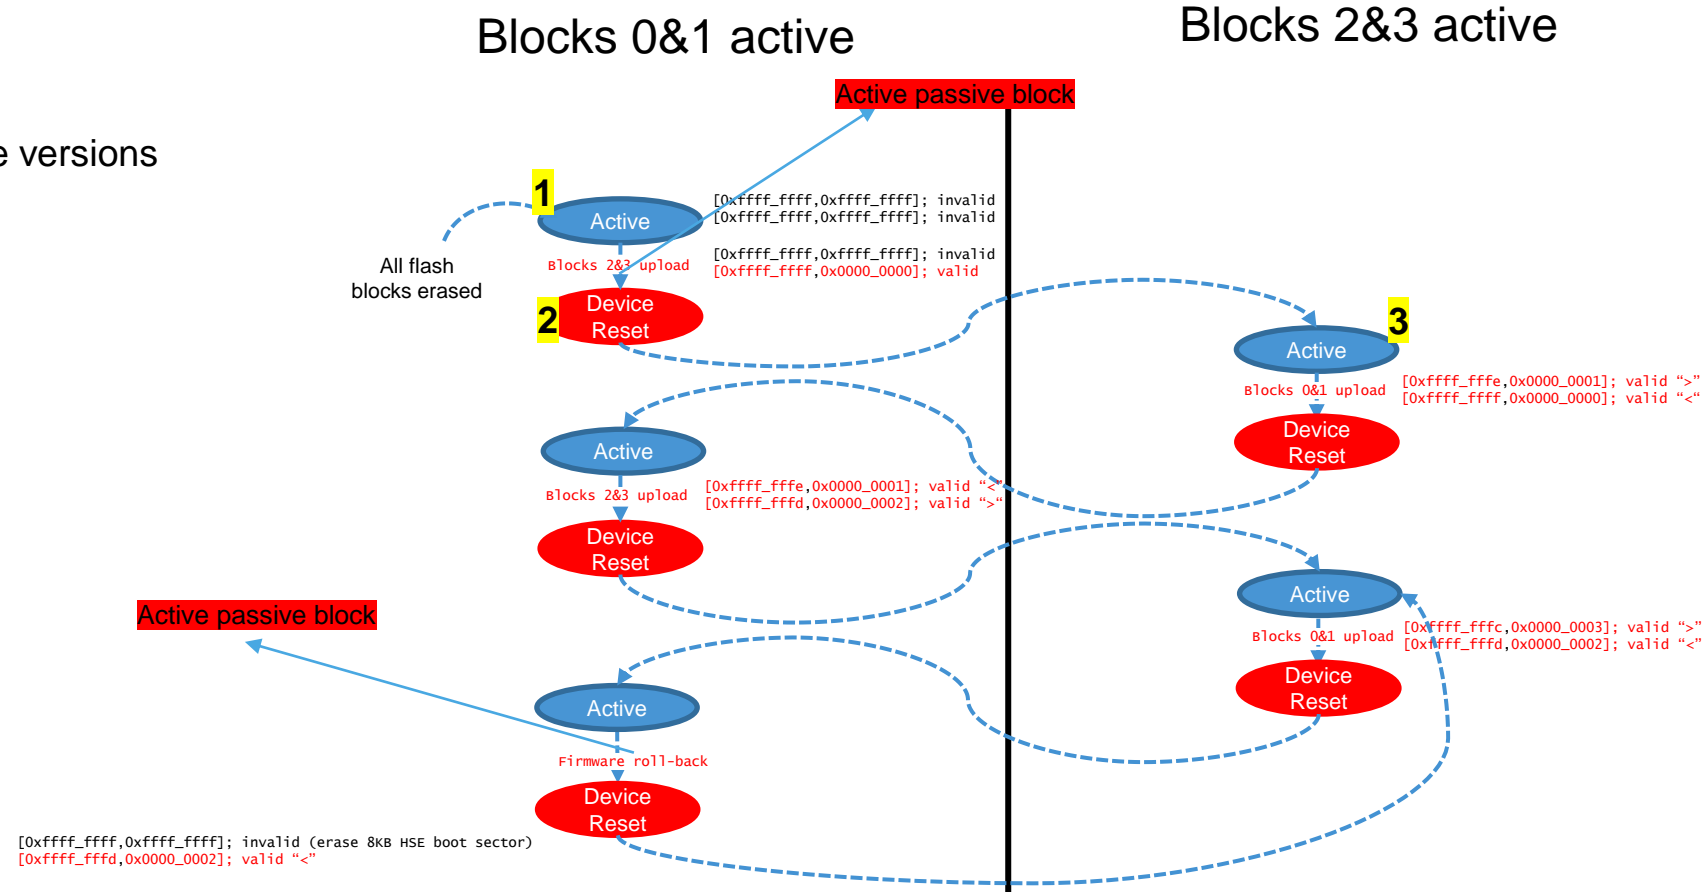 Blocks 0&1 active
Blocks 2&3 active
Active passive block
e versions
1
Active
[0xffff_ffff,0xffff_ffff]; invalid
[0xffff_ffff,0xffff_ffff]; invalid
All flash
blocks erased
Blocks 2&3 upload
[0xffff_ffff,0xffff_ffff]; invalid
[0xffff_ffff,0x0000_0000]; valid
2
Device
Reset
3
Active
Blocks 0&1 upload
[0xffff_fffe,0x0000_0001]; valid “>”
[0xffff_ffff,0x0000_0000]; valid “<“
Device
Reset
Active
Blocks 2&3 upload
[0xffff_fffe,0x0000_0001]; valid “<“
[0xffff_fffd,0x0000_0002]; valid “>“
Device
Reset
Active
Blocks 0&1 upload
[0xffff_fffc,0x0000_0003]; valid “>”
[0xffff_fffd,0x0000_0002]; valid “<”
Device
Reset
Active passive block
Active
Firmware roll-back
Device
Reset
[0xffff_ffff,0xffff_ffff]; invalid (erase 8KB HSE boot sector)
[0xffff_fffd,0x0000_0002]; valid “<”